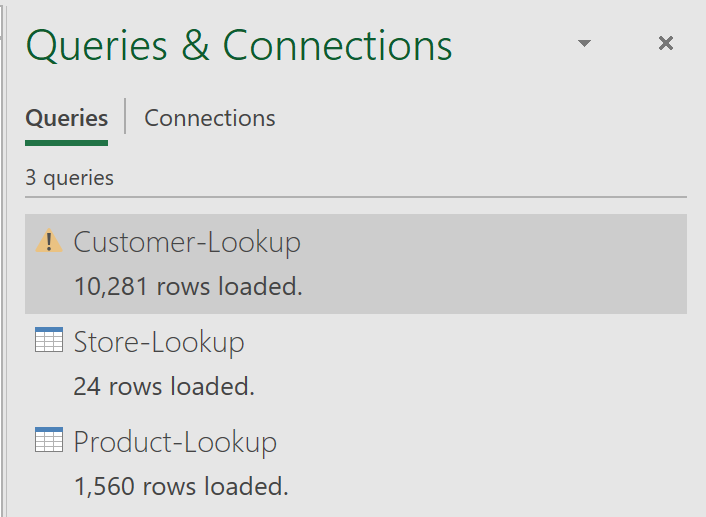 Queries & Connections
Queries Connections
3 queries
Customer-Lookup
10,281 rows loaded.
Store-Lookup
24 rows loaded.
Product-Lookup
1,560 rows loaded.